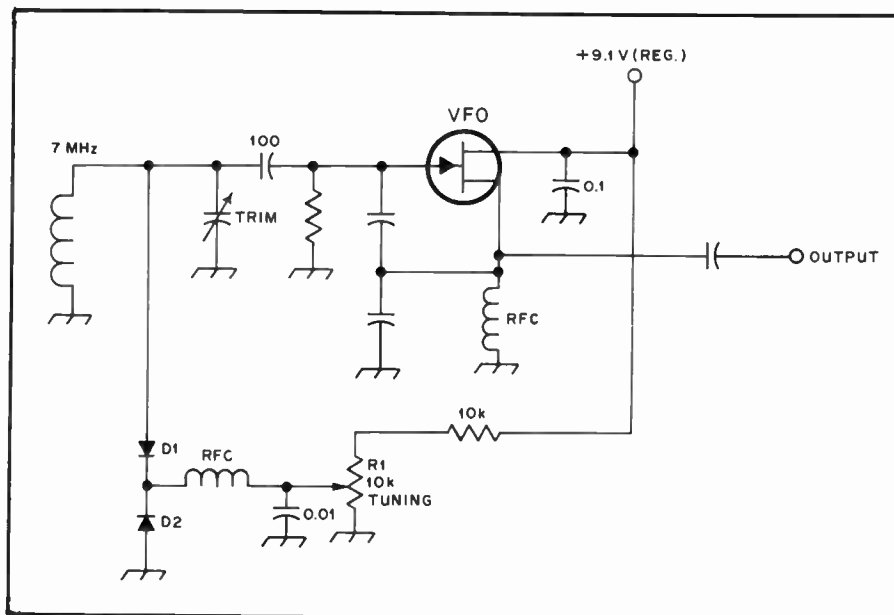 +9.1 V (REG.)
VFO
7 MHz
100
TRIM
0.1
OUTPUT
RFC
10k
D1
RFC
R1
10k
TUNING
0.01
D2